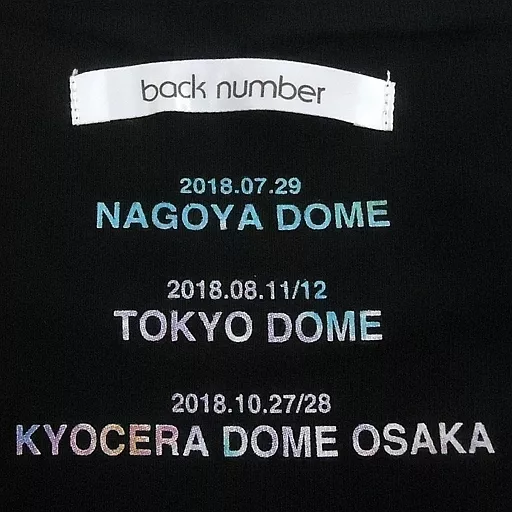 back number
2018.07.29
NAGOYA DOME
2018.08.11/12
TOKYO DOME
2018.10.27/28
KYOCERA DOME OSAKA